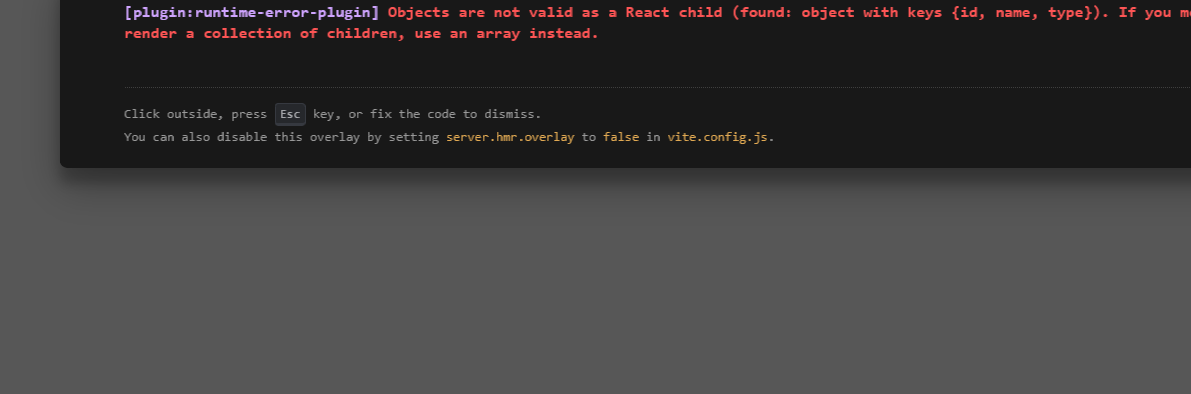 [plugin:runtime-error-plugin] Objects are not valid as a React child (found: object with keys {id, name, type}). If you
render a collection of children, use an array instead.
Click outside, press Esc key, or fix the code to dismiss.
You can also disable this overlay by setting server.hmr.overlay to false in vite.config.js.